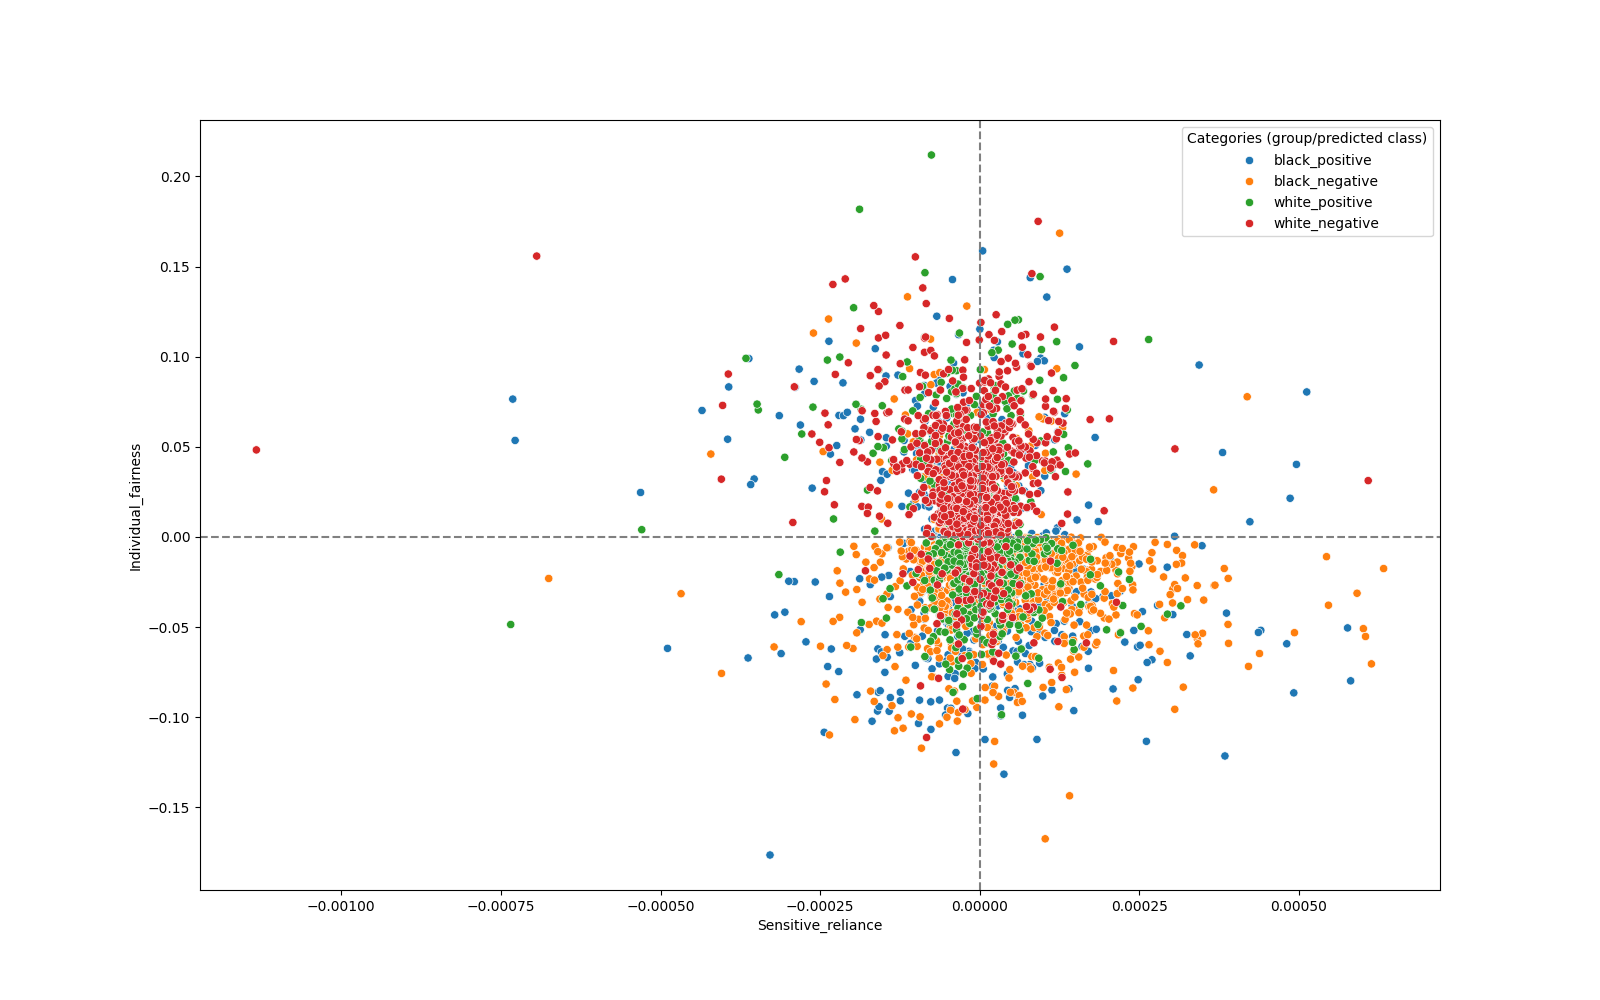 Categories (group/predicted class)
black_positive
black_negative
white_positive
white_negative
0.20
0.15
0.10
0.05
0.00
−0.05
−0.10
−0.15
Individual_fairness
−0.00100
−0.00075
−0.00050
−0.00025
0.00000
0.00025
0.00050
Sensitive_reliance